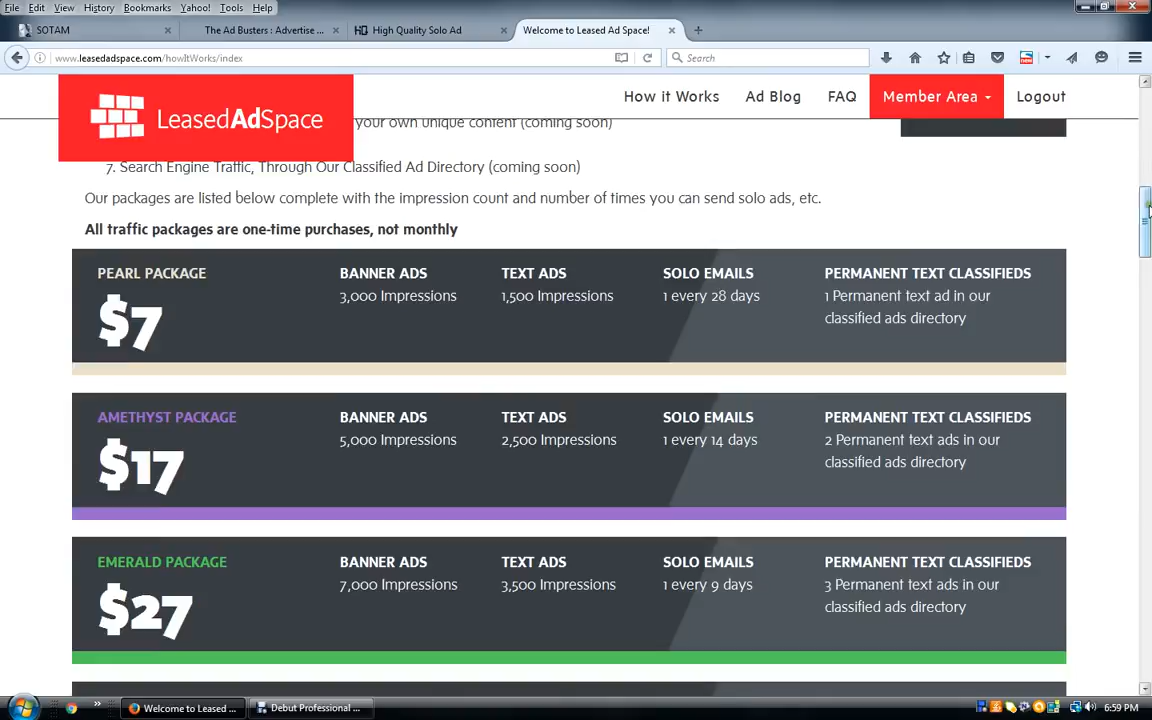 File Edit View History Bookmarks Yahoo! Tools Help
SOTAM
The Ad Busters : Advertise ...
HQ High Quality Solo Ad
Welcome to Leased Ad Space!
www.leasedadspace.com/howItWorks/index
Search
LeasedAdSpace
How it Works
Ad Blog
FAQ
Member Area
Logout
your own unique content (coming soon)
7. Search Engine Traffic, Through Our Classified Ad Directory (coming soon)
Our packages are listed below complete with the impression count and number of times you can send solo ads, etc.
All traffic packages are one-time purchases, not monthly
PEARL PACKAGE
$7
BANNER ADS
3,000 Impressions
TEXT ADS
1,500 Impressions
SOLO EMAILS
1 every 28 days
PERMANENT TEXT CLASSIFIEDS
1 Permanent text ad in our
classified ads directory
AMETHYST PACKAGE
$17
BANNER ADS
5,000 Impressions
TEXT ADS
2,500 Impressions
SOLO EMAILS
1 every 14 days
PERMANENT TEXT CLASSIFIEDS
2 Permanent text ads in our
classified ads directory
EMERALD PACKAGE
$27
BANNER ADS
7,000 Impressions
TEXT ADS
3,500 Impressions
SOLO EMAILS
1 every 9 days
PERMANENT TEXT CLASSIFIEDS
3 Permanent text ads in our
classified ads directory
Welcome to Leased ...
Debut Professional ...
6:59 PM